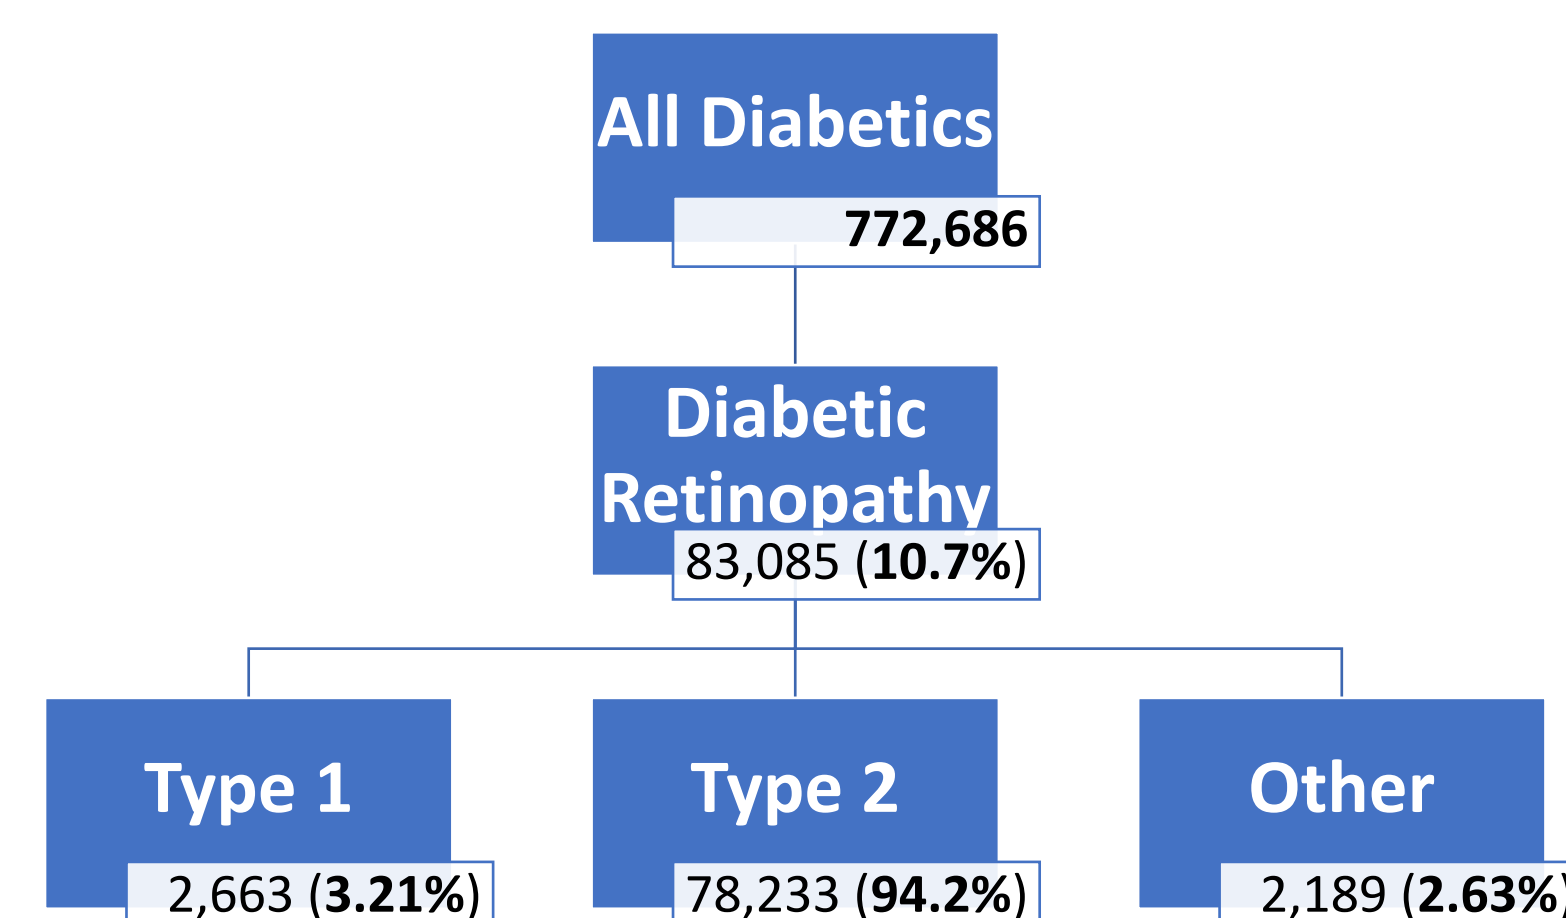 All Diabetics
772,686
Diabetic
Retinopathy
83,085 (10.7%)
Type 1
2,663 (3.21%)
Type 2
78,233 (94.2%)
Other
2,189 (2.63%)